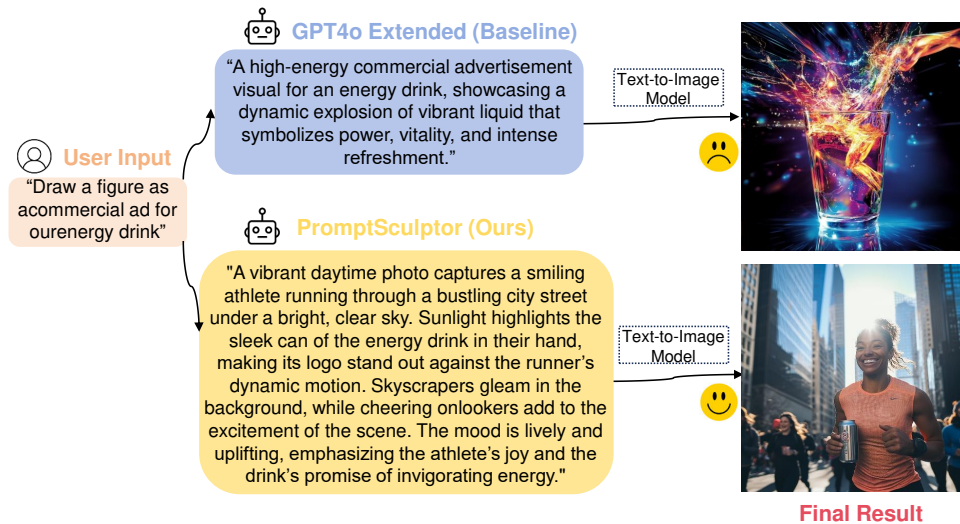 GPT4o Extended (Baseline)
“A high-energy commercial advertisement
visual for an energy drink, showcasing a
dynamic explosion of vibrant liquid that
symbolizes power, vitality, and intense
refreshment.”
Text-to-Image
Model
User Input
“Draw a figure as
acommercial ad for
ourenergy drink”
PromptSculptor (Ours)
"A vibrant daytime photo captures a smiling
athlete running through a bustling city street
under a bright, clear sky. Sunlight highlights the
sleek can of the energy drink in their hand,
making its logo stand out against the runner’s
dynamic motion. Skyscrapers gleam in the
background, while cheering onlookers add to the
excitement of the scene. The mood is lively and
uplifting, emphasizing the athlete’s joy and the
drink’s promise of invigorating energy."
Text-to-Image
Model
Final Result